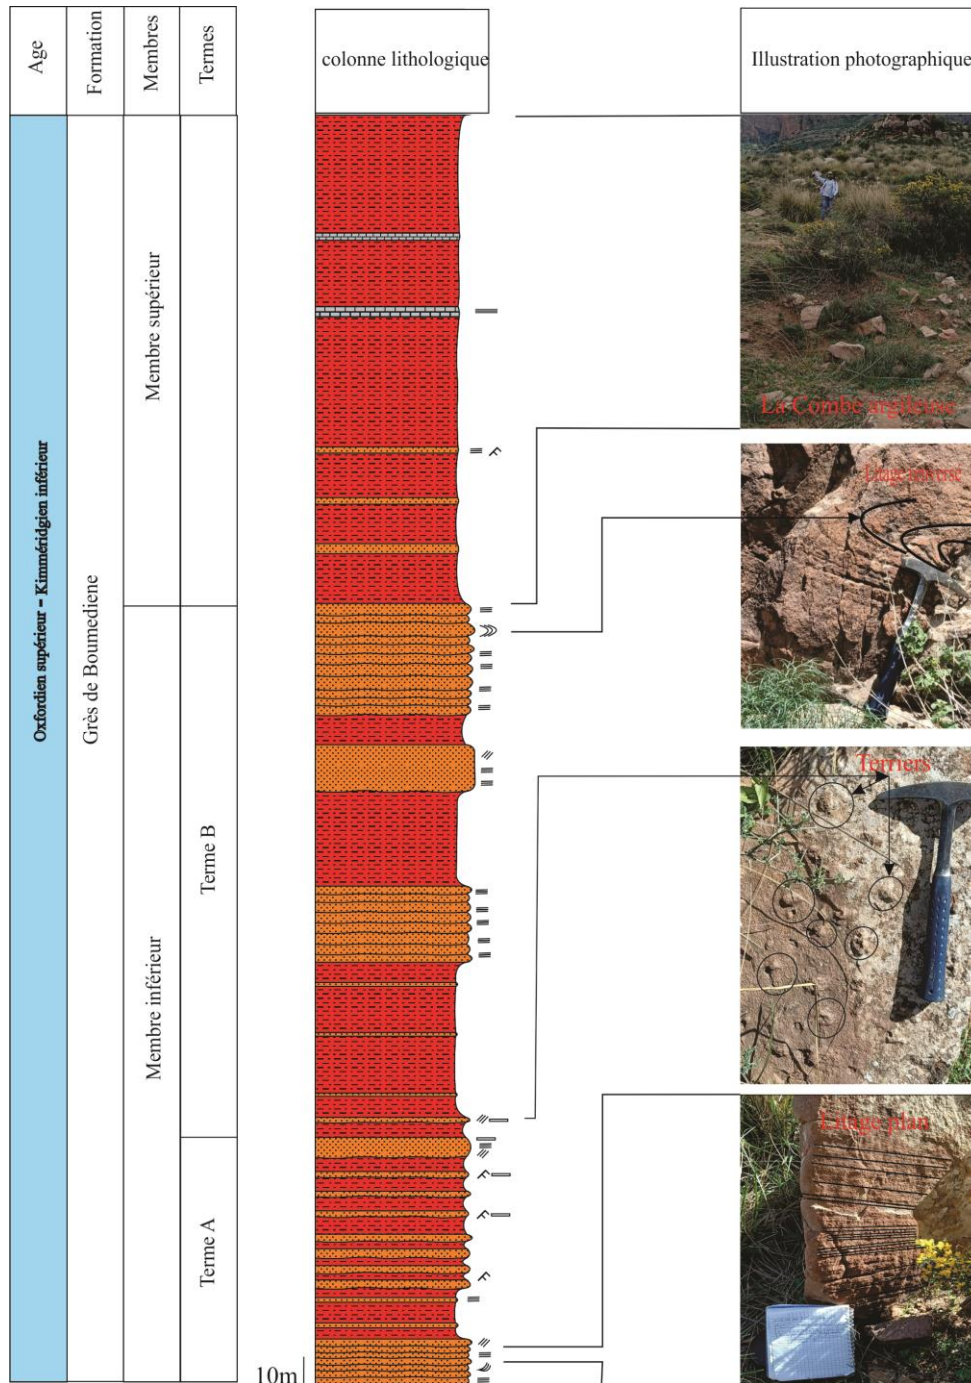 Age
Formation
Membres
Termes
colonne lithologique
Illustration photographique
Oxfordien supérieur - Kimméridgien inférieur
Grès de Boumediene
Membre supérieur
Membre inférieur
Terme B
Terme A
La Combe argileuse
Terriers
Litage plan
10m